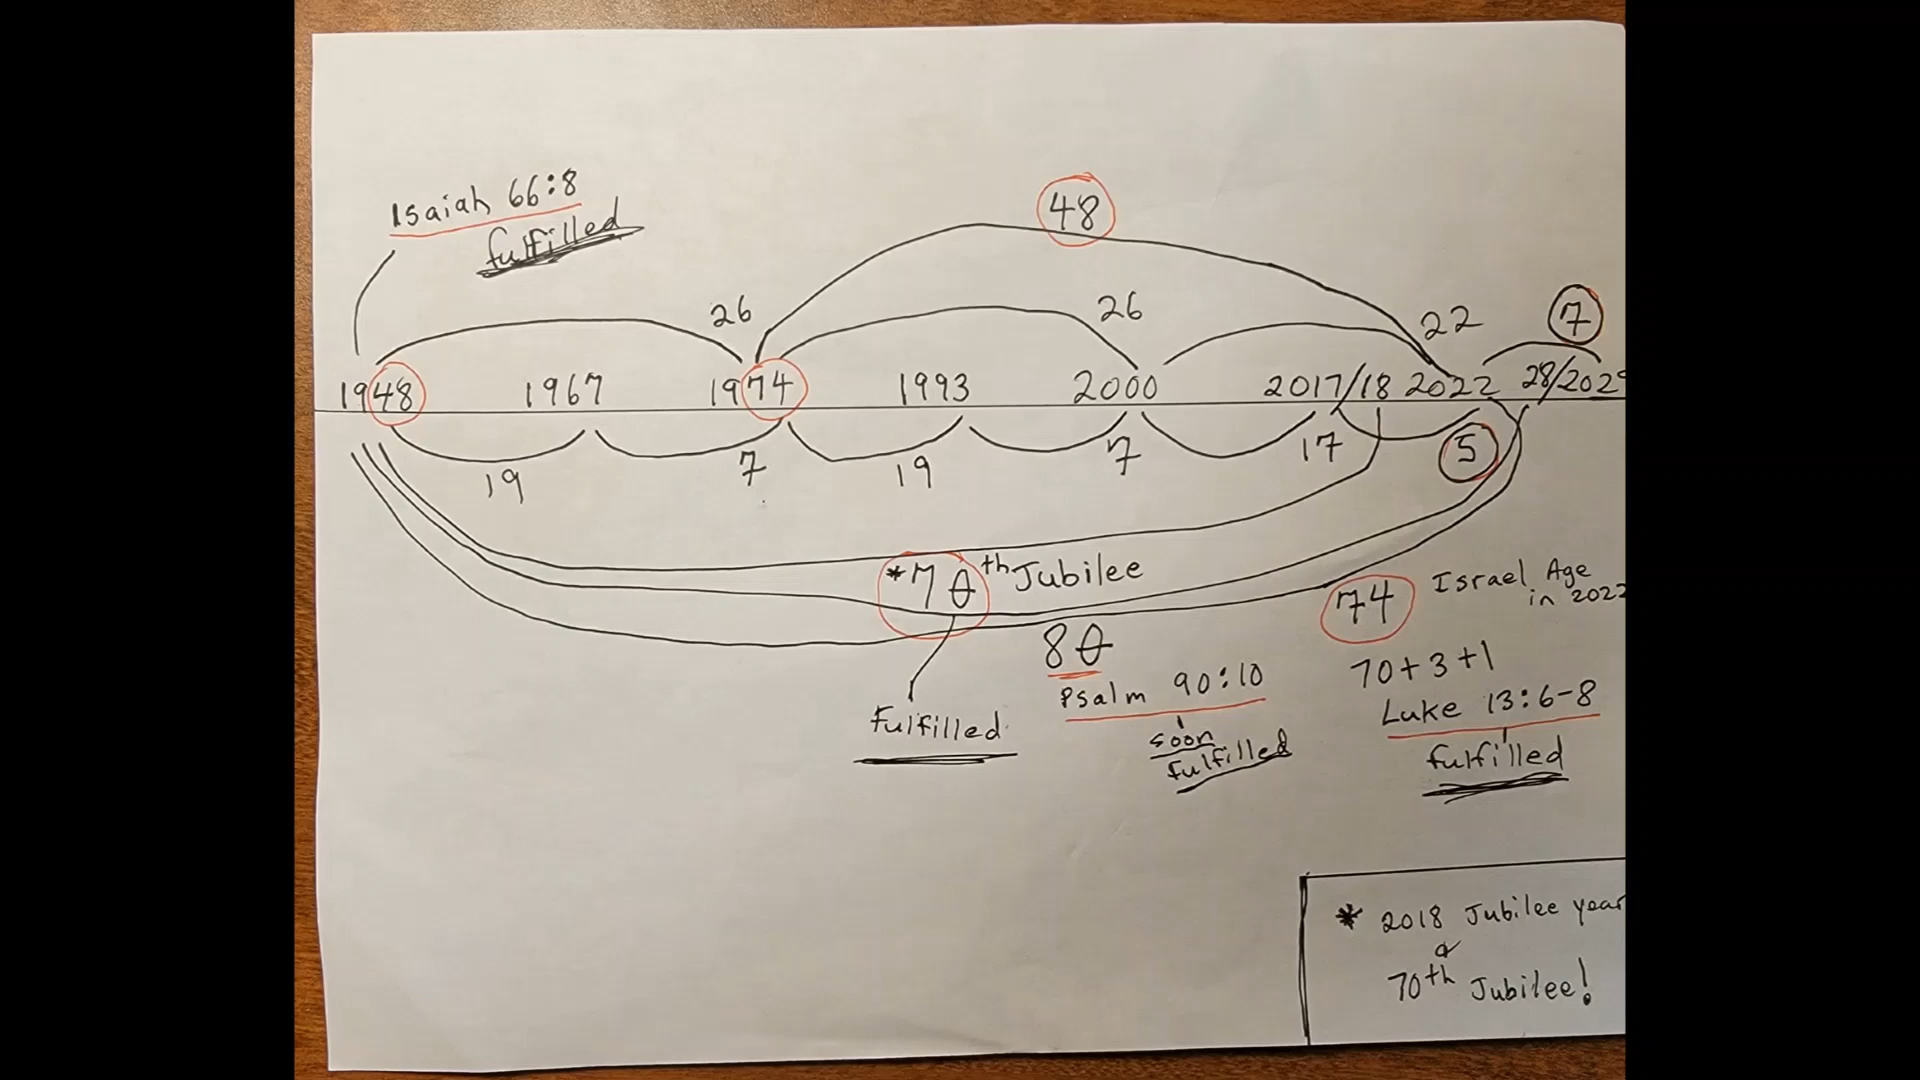 Isaiah 66:8
fulfilled
48
26
26
22
7
1948 1967 1974 1993 2000 2017/18 2022 28/2029
19
7
19
7
17
5
*70th Jubilee
Fulfilled
80
Psalm 90:10
soon
fulfilled
74 Israel Age
in 2022
70+3+1
Luke 13:6-8
fulfilled
* 2018 Jubilee year
&
70th Jubilee!